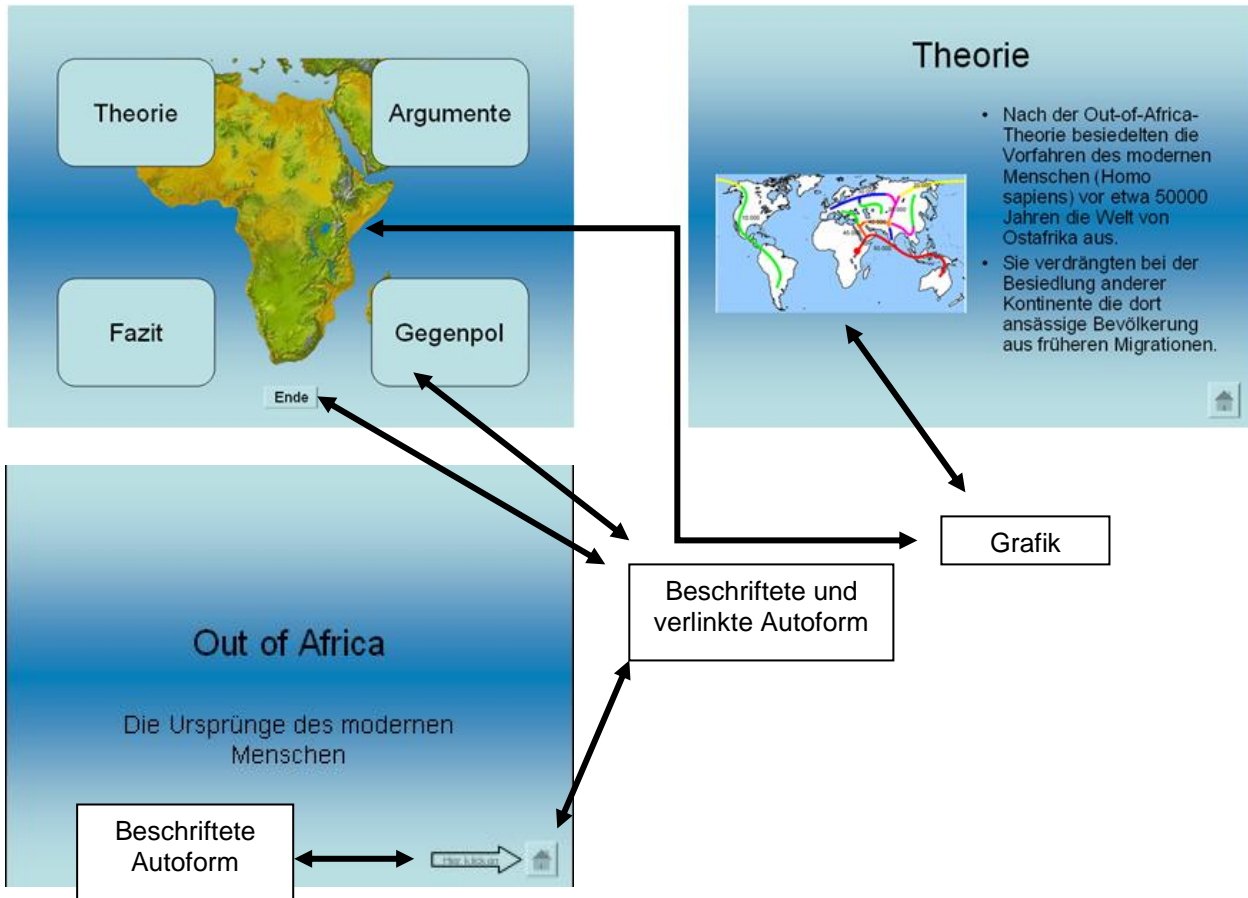 Theorie
Argumente
Fazit
Gegenpol
Ende
Theorie
• Nach der Out-of-Africa-
Theorie besiedelten die
Vorfahren des modernen
Menschen (Homo
sapiens) vor etwa 50000
Jahren die Welt von
Ostafrika aus.
• Sie verdrängten bei der
Besiedlung anderer
Kontinente die dort
ansässige Bevölkerung
aus früheren Migrationen.
Grafik
Beschriftete und
verlinkte Autoform
Out of Africa
Die Ursprünge des modernen
Menschen
Beschriftete
Autoform
Hier klicken